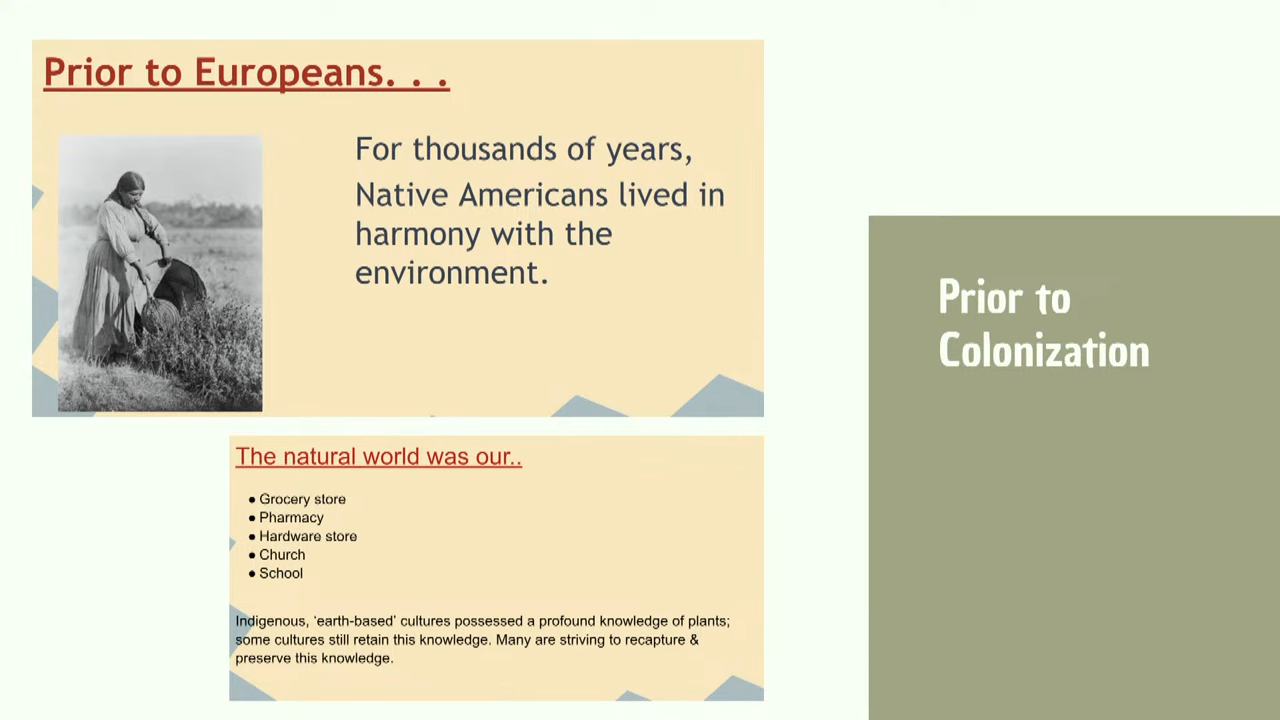 Prior to Europeans. . .
For thousands of years,
Native Americans lived in
harmony with the
environment.
The natural world was our..
● Grocery store
● Pharmacy
● Hardware store
● Church
● School
Indigenous, ‘earth-based’ cultures possessed a profound knowledge of plants;
some cultures still retain this knowledge. Many are striving to recapture &
preserve this knowledge.
Prior to
Colonization